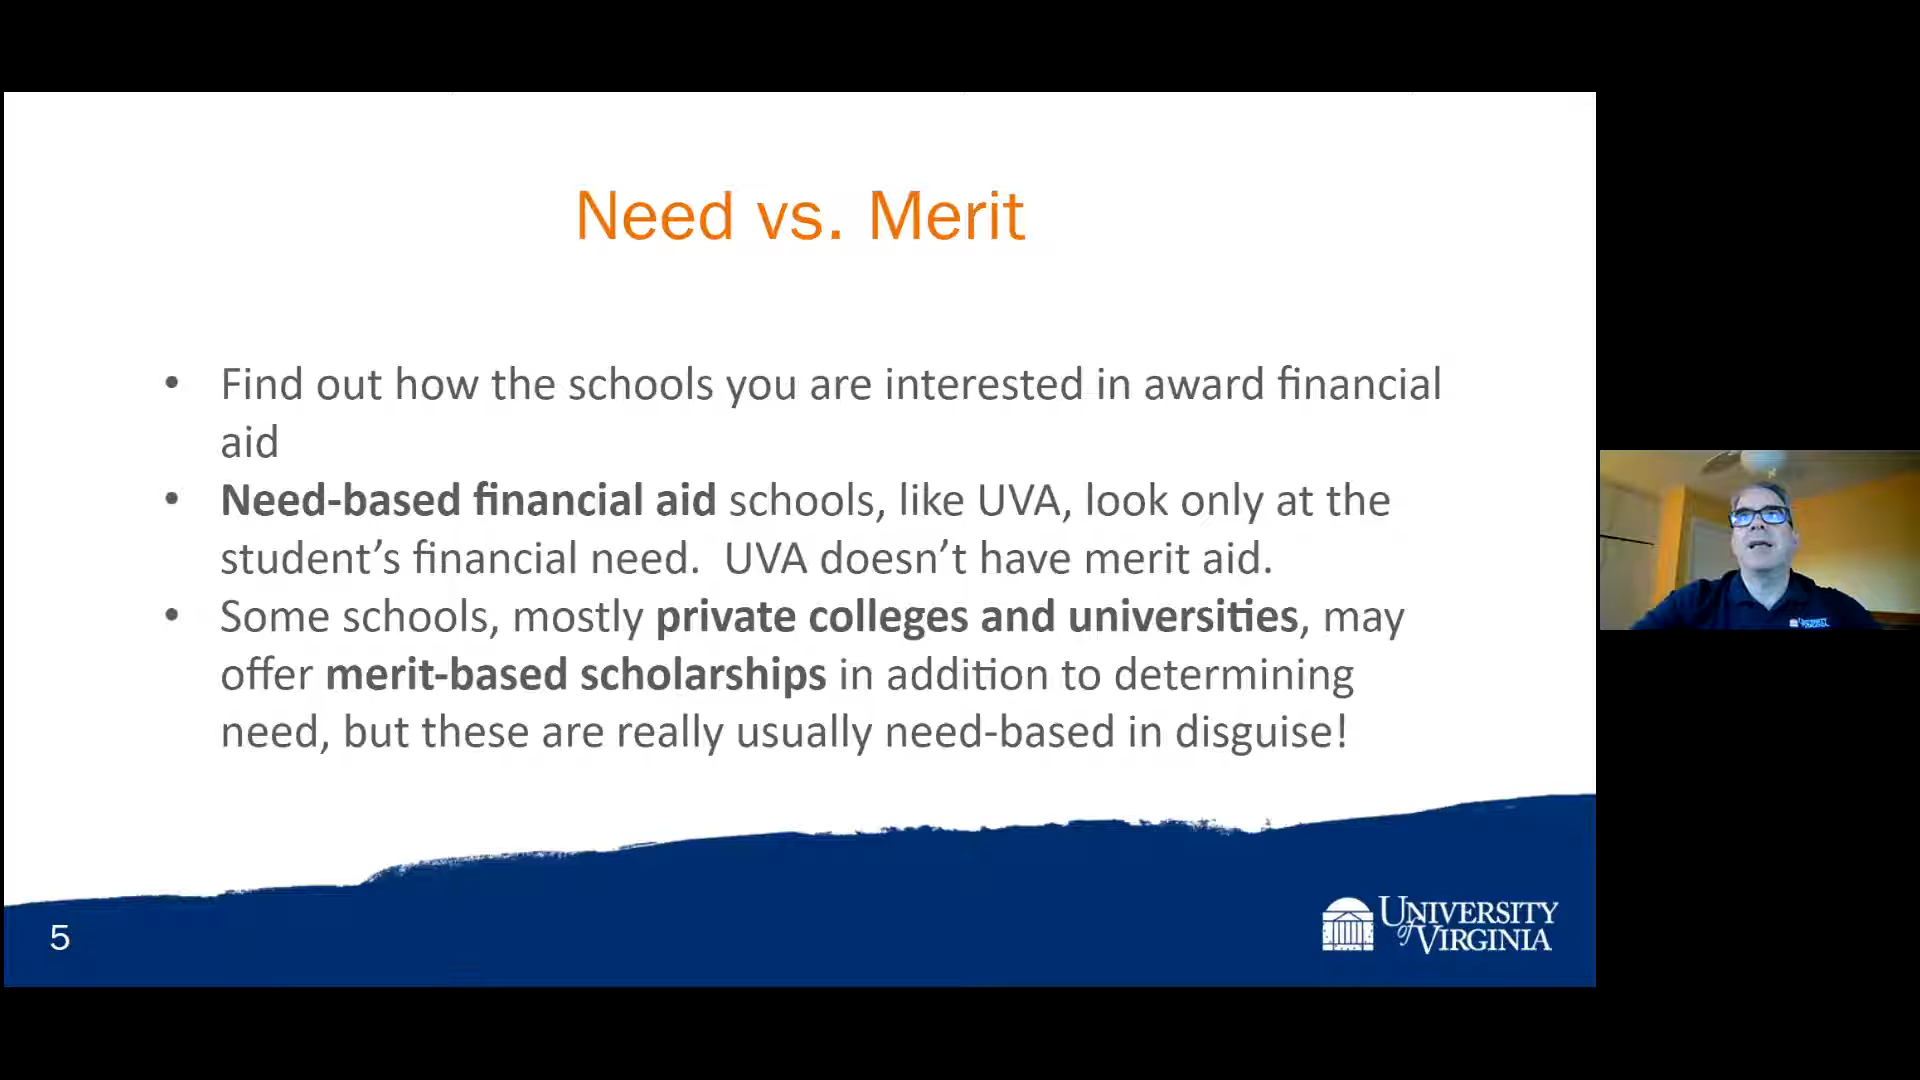 Need vs. Merit
• Find out how the schools you are interested in award financial
aid
• Need-based financial aid schools, like UVA, look only at the
student’s financial need.  UVA doesn’t have merit aid.
• Some schools, mostly private colleges and universities, may
offer merit-based scholarships in addition to determining
need, but these are really usually need-based in disguise!
5
UNIVERSITY
of VIRGINIA
UNIVERSITY
VIRGINIA